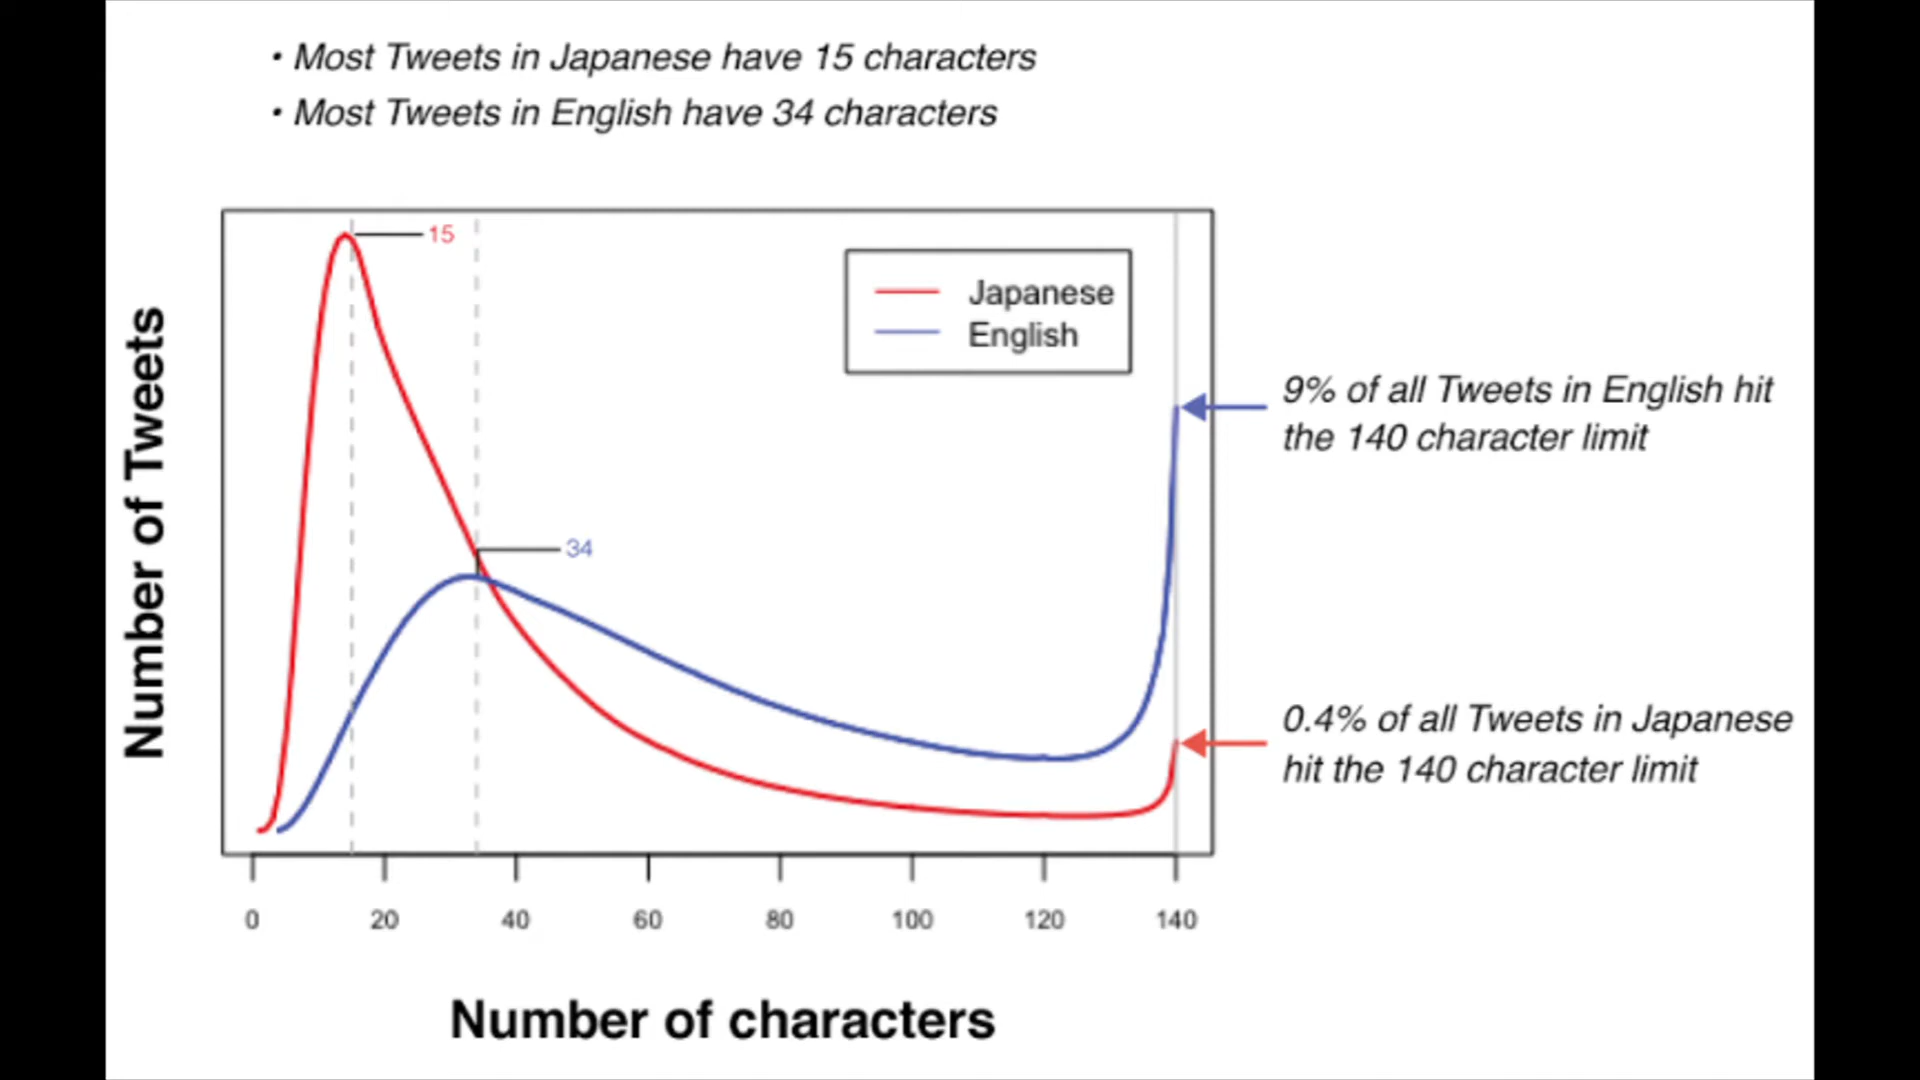 • Most Tweets in Japanese have 15 characters
• Most Tweets in English have 34 characters
15
Japanese
English
9% of all Tweets in English hit
the 140 character limit
34
0.4% of all Tweets in Japanese
hit the 140 character limit
Number of Tweets
0 20 40 60 80 100 120 140
Number of characters